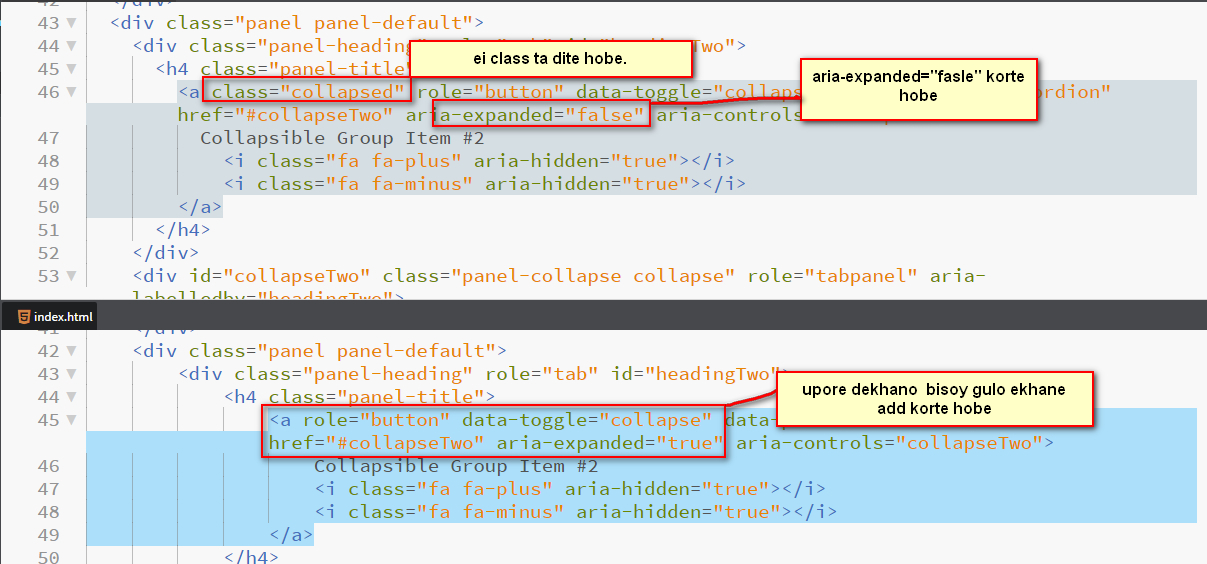 42 </div>
43 <div class="panel panel-default">
44 <div class="panel-heading" Two">
ei class ta dite hobe.
45 <h4 class="panel-title"
aria-expanded="fasle" korte
hobe
46 <a class="collapsed" role="button" data-toggle="collaps ordion"
href="#collapseTwo" aria-expanded="false" aria-controls
47 Collapsible Group Item #2
48 <i class="fa fa-plus" aria-hidden="true"></i>
49 <i class="fa fa-minus" aria-hidden="true"></i>
50 </a>
51 </h4>
52 </div>
53 <div id="collapseTwo" class="panel-collapse collapse" role="tabpanel" aria-
labelledby="headingTwo">
index.html
41 </div>
42 <div class="panel panel-default">
43 <div class="panel-heading" role="tab" id="headingTwo">
44 <h4 class="panel-title">
upore dekhano bisoy gulo ekhane
add korte hobe
45 <a role="button" data-toggle="collapse" data-
href="#collapseTwo" aria-expanded="true" aria-controls="collapseTwo">
46 Collapsible Group Item #2
47 <i class="fa fa-plus" aria-hidden="true"></i>
48 <i class="fa fa-minus" aria-hidden="true"></i>
49 </a>
50 </h4>